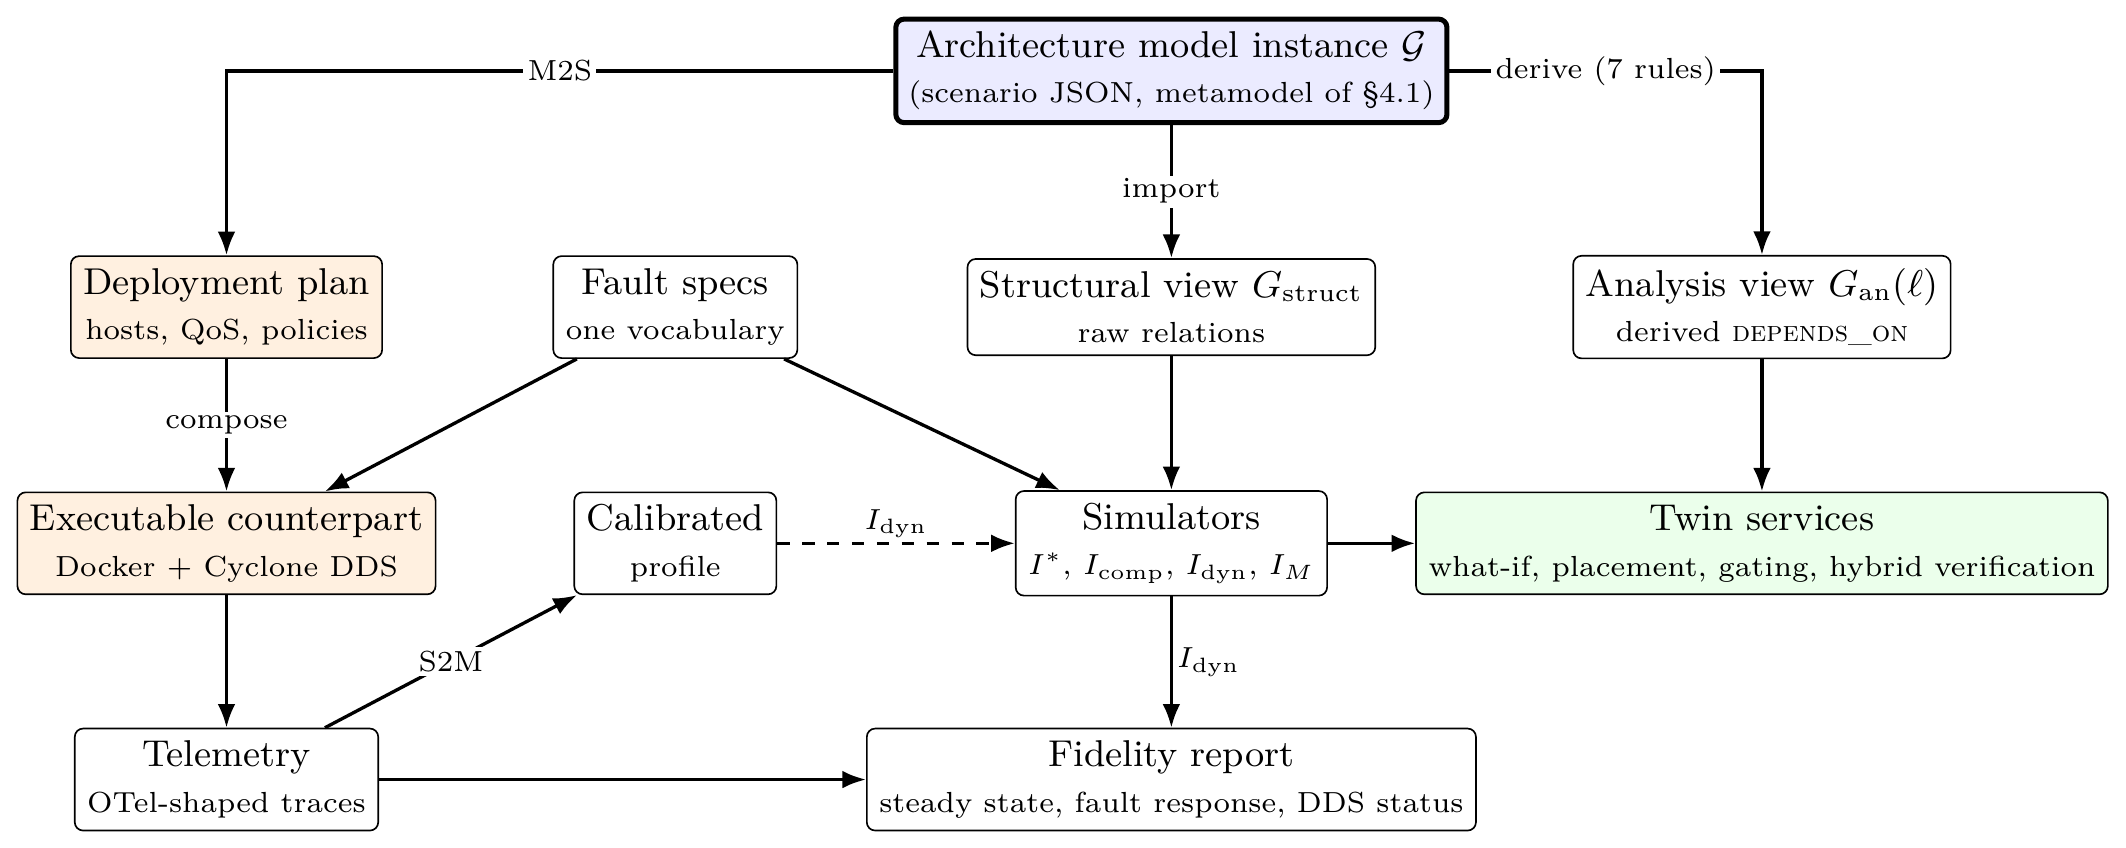 Architecture model instance 𝒢
(scenario JSON, metamodel of §4.1)
M2S
derive (7 rules)
import
Deployment plan
hosts, QoS, policies
Fault specs
one vocabulary
Structural view G_struct
raw relations
Analysis view G_an(ℓ)
derived DEPENDS_ON
compose
Executable counterpart
Docker + Cyclone DDS
Calibrated
profile
I_dyn
Simulators
I*, I_comp, I_dyn, I_M
Twin services
what-if, placement, gating, hybrid verification
S2M
I_dyn
Telemetry
OTel-shaped traces
Fidelity report
steady state, fault response, DDS status